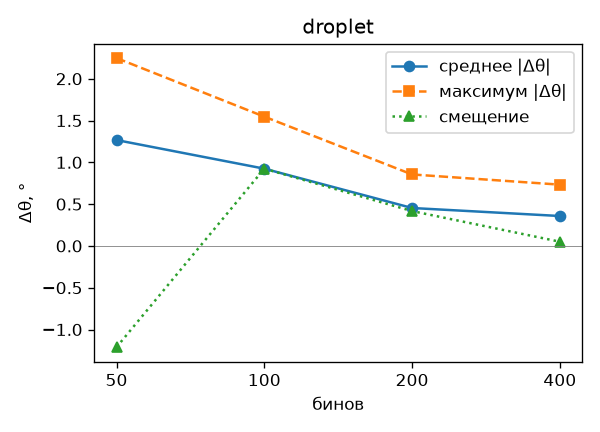 droplet
среднее |Δθ|
максимум |Δθ|
смещение
Δθ, °
2.0
1.5
1.0
0.5
0.0
−0.5
−1.0
50
100
200
400
бинов